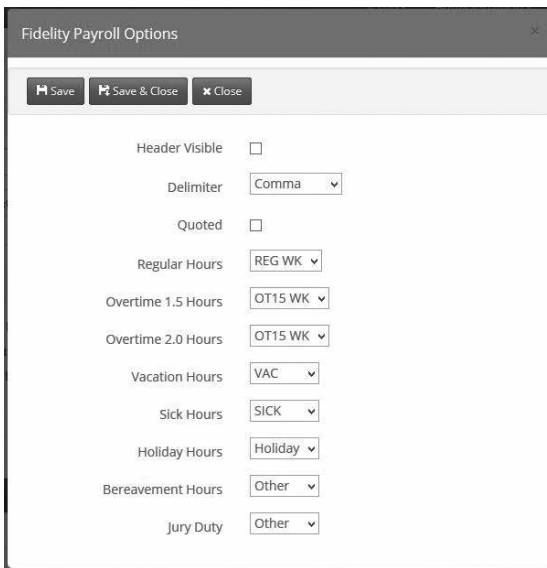 Fidelity Payroll Options
Save Save & Close Close
Header Visible
Delimiter Comma
Quoted
Regular Hours REG WK
Overtime 1.5 Hours OT15 WK
Overtime 2.0 Hours OT15 WK
Vacation Hours VAC
Sick Hours SICK
Holiday Hours Holiday
Bereavement Hours Other
Jury Duty Other